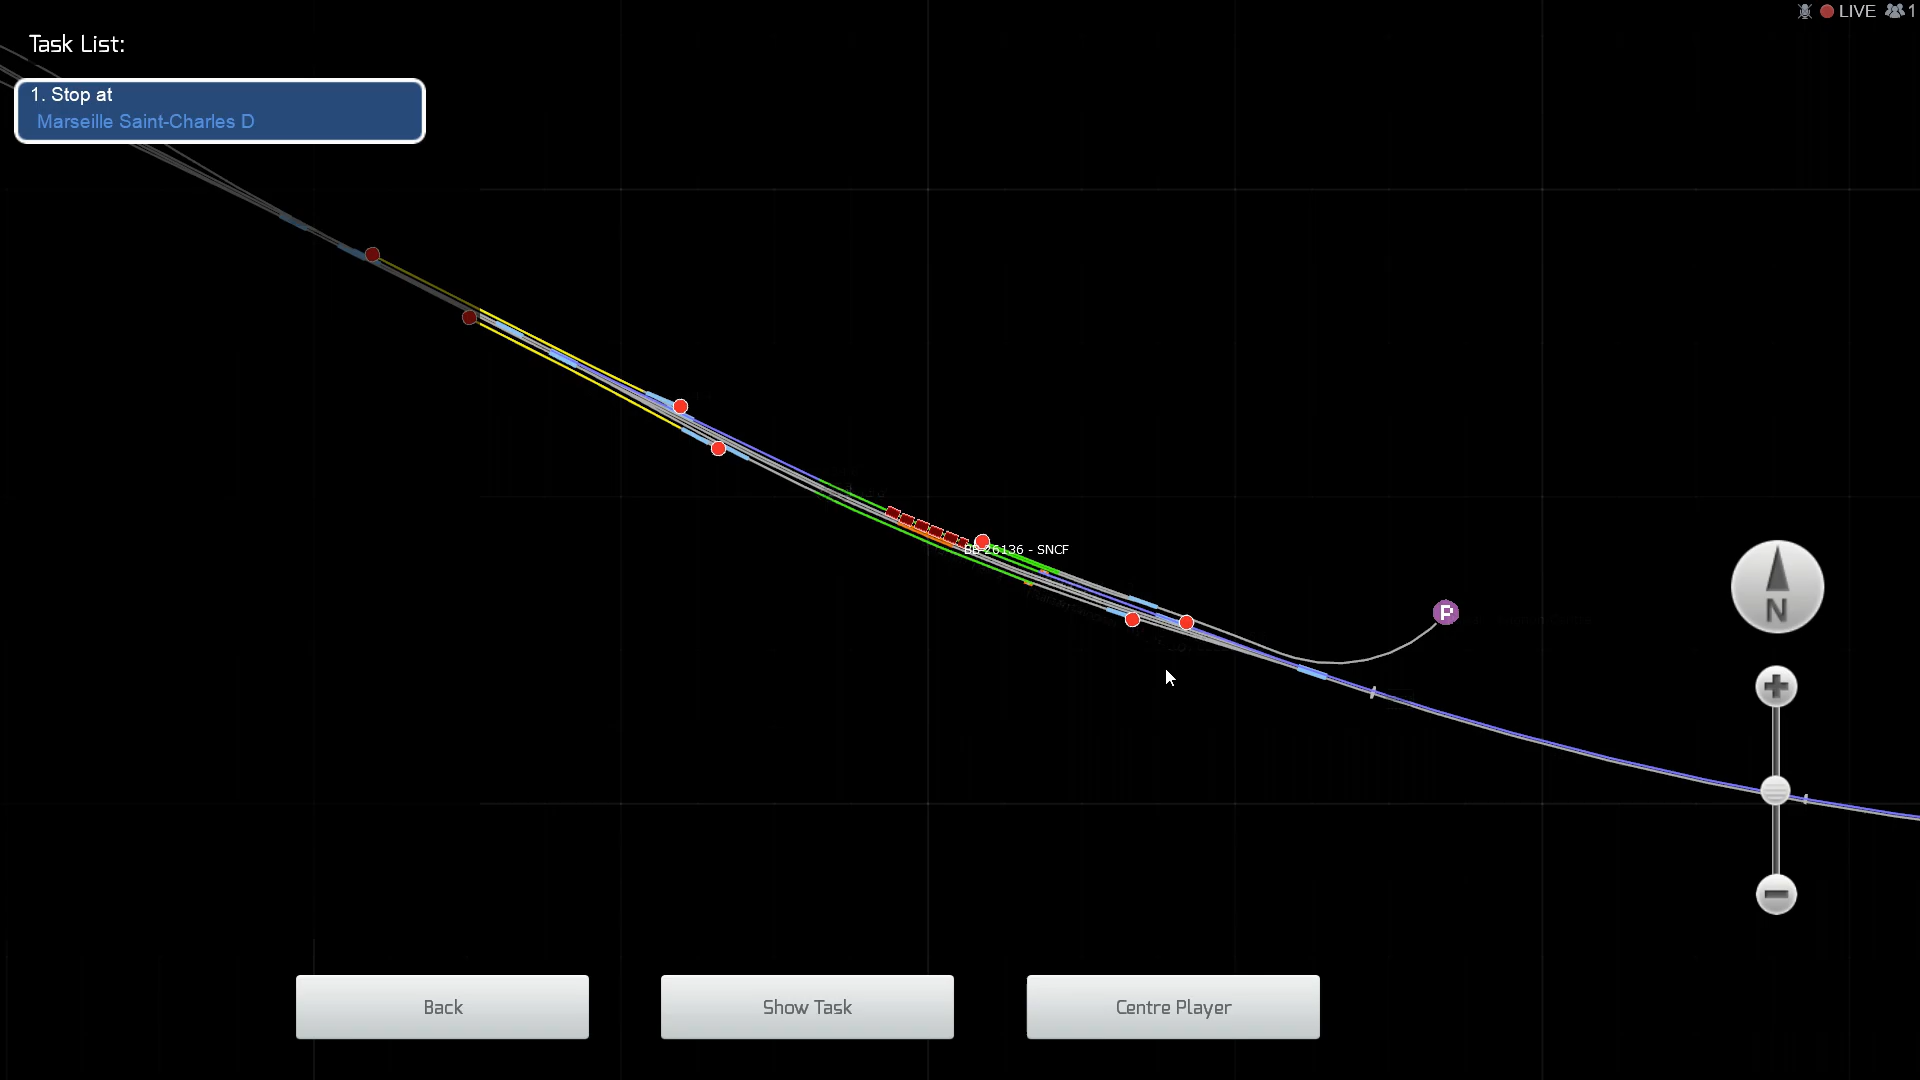 LIVE 1
Task List:
1. Stop at
Marseille Saint-Charles D
BB 26136 - SNCF
P
N
Back
Show Task
Centre Player